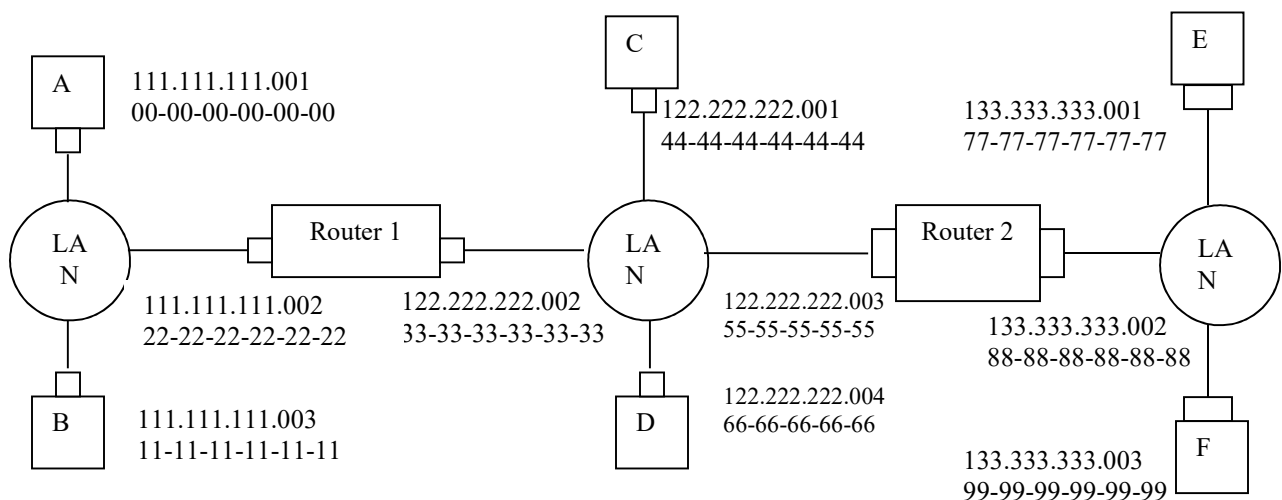 A
111.111.111.001
00-00-00-00-00-00
C
122.222.222.001
44-44-44-44-44-44
E
133.333.333.001
77-77-77-77-77-77
LA
N
Router 1
LA
N
Router 2
LA
N
111.111.111.002
22-22-22-22-22-22
122.222.222.002
33-33-33-33-33-33
122.222.222.003
55-55-55-55-55
133.333.333.002
88-88-88-88-88-88
B
111.111.111.003
11-11-11-11-11-11
D
122.222.222.004
66-66-66-66-66
F
133.333.333.003
99-99-99-99-99-99